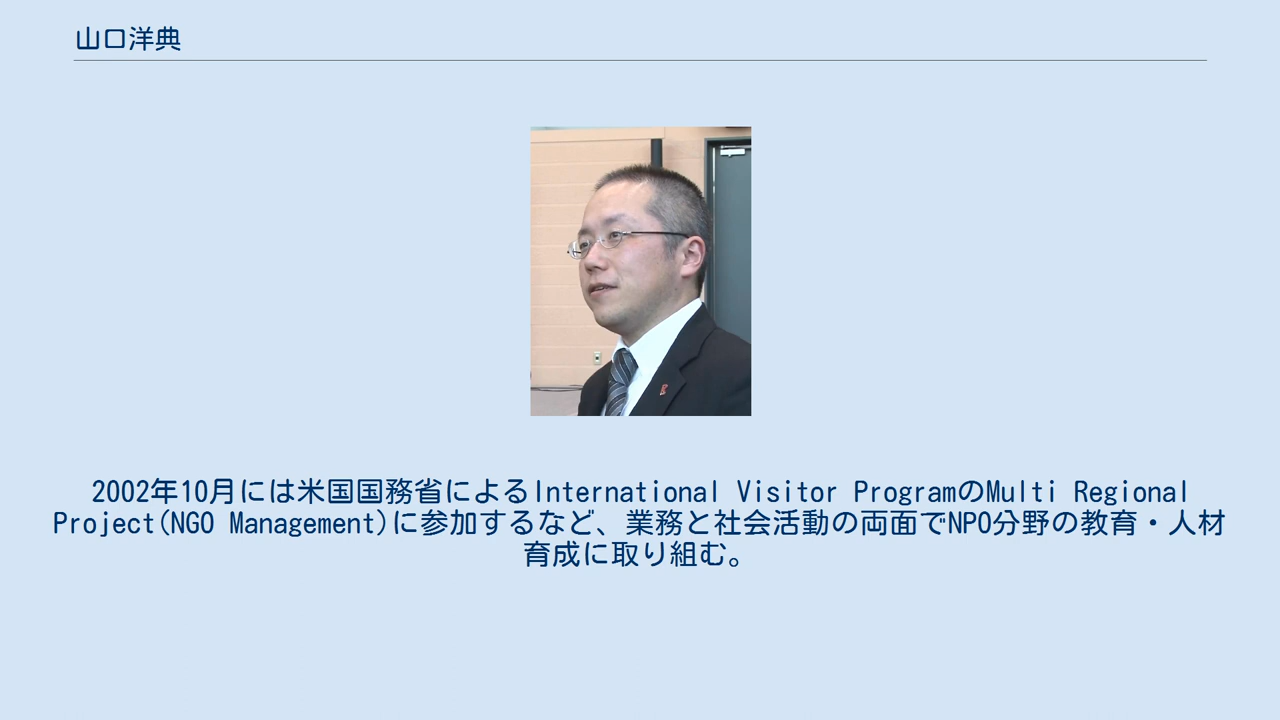 山口洋典
2002年10月には米国国務省によるInternational Visitor ProgramのMulti Regional
Project(NGO Management)に参加するなど、業務と社会活動の両面でNPO分野の教育・人材
育成に取り組む。